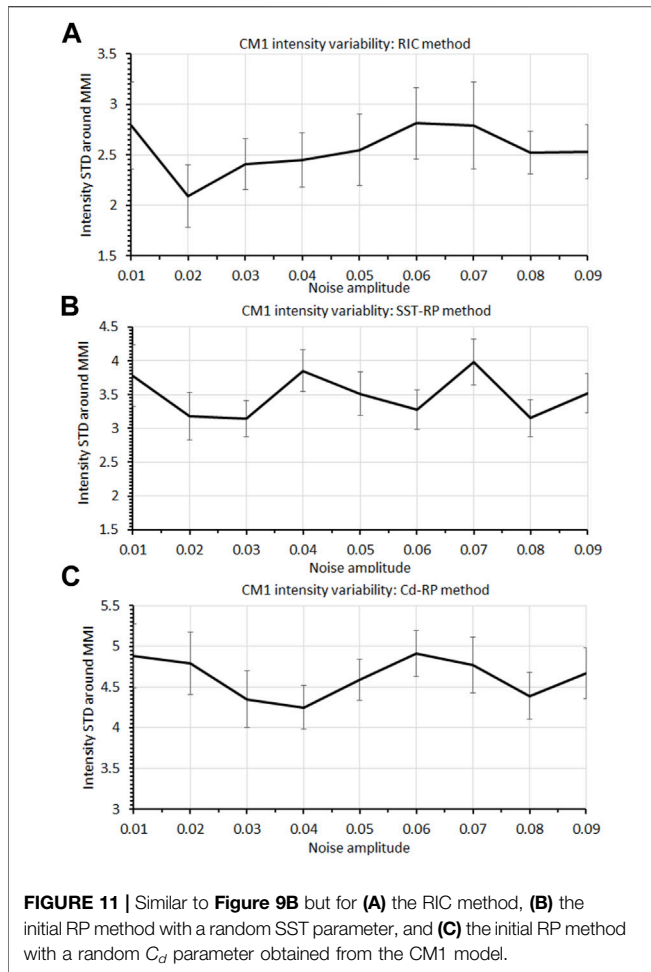 A
CM1 intensity variability: RIC method
Intensity STD around MMI
3.5
3
2.5
2
1.5
0.01 0.02 0.03 0.04 0.05 0.06 0.07 0.08 0.09
Noise amplitude
B
CM1 intensity variablity: SST-RP method
Intensity STD around MMI
4.5
4
3.5
3
2.5
2
1.5
0.01 0.02 0.03 0.04 0.05 0.06 0.07 0.08 0.09
Noise amplitude
C
CM1 intensity variability: Cd-RP method
Intensity STD around MMI
5.5
5
4.5
4
3.5
3
0.01 0.02 0.03 0.04 0.05 0.06 0.07 0.08 0.09
Noise amplitude
FIGURE 11 | Similar to Figure 9B but for (A) the RIC method, (B) the
initial RP method with a random SST parameter, and (C) the initial RP method
with a random C_d parameter obtained from the CM1 model.